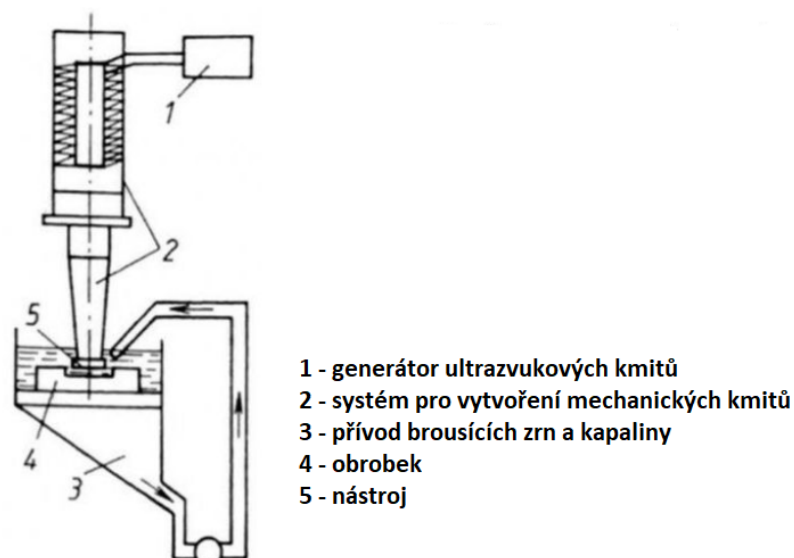 1
2
5
4
3
1 - generátor ultrazvukových kmitů
2 - systém pro vytvoření mechanických kmitů
3 - přívod brousících zrn a kapaliny
4 - obrobek
5 - nástroj